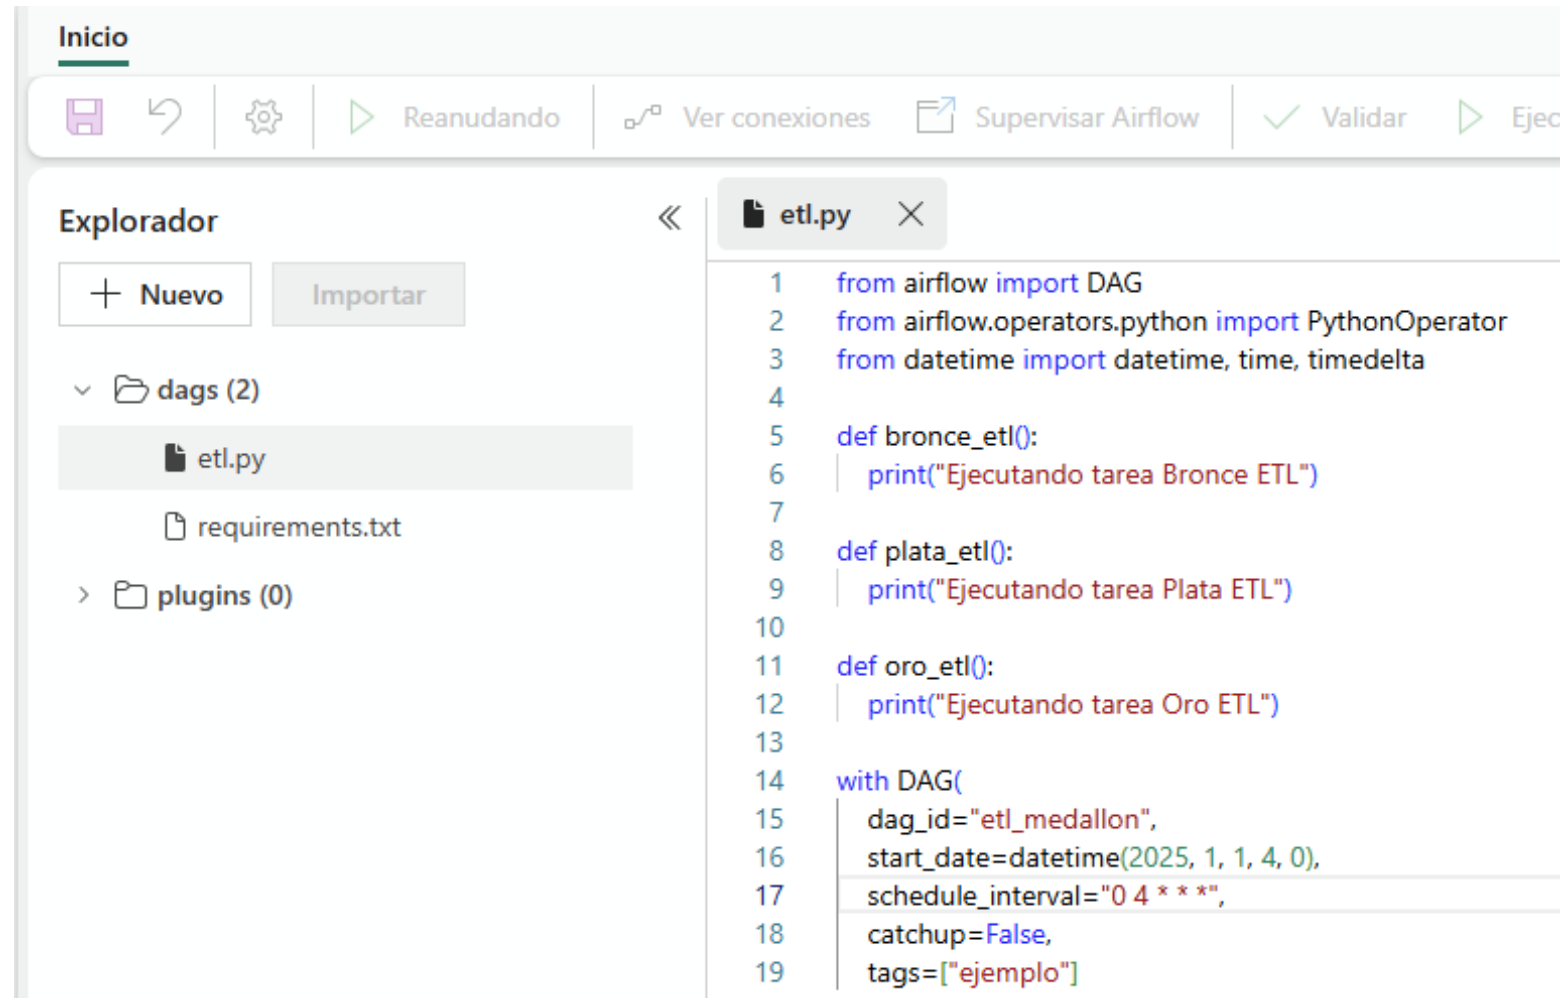 Inicio
Reanudando Ver conexiones Supervisar Airflow Validar Ejec
Explorador
Nuevo Importar
dags (2)
etl.py
requirements.txt
plugins (0)
etl.py
1 from airflow import DAG
2 from airflow.operators.python import PythonOperator
3 from datetime import datetime, time, timedelta
4
5 def bronce_etl():
6 print("Ejecutando tarea Bronce ETL")
7
8 def plata_etl():
9 print("Ejecutando tarea Plata ETL")
10
11 def oro_etl():
12 print("Ejecutando tarea Oro ETL")
13
14 with DAG(
15 dag_id="etl_medallon",
16 start_date=datetime(2025, 1, 1, 4, 0),
17 schedule_interval="0 4 * * *",
18 catchup=False,
19 tags=["ejemplo"]